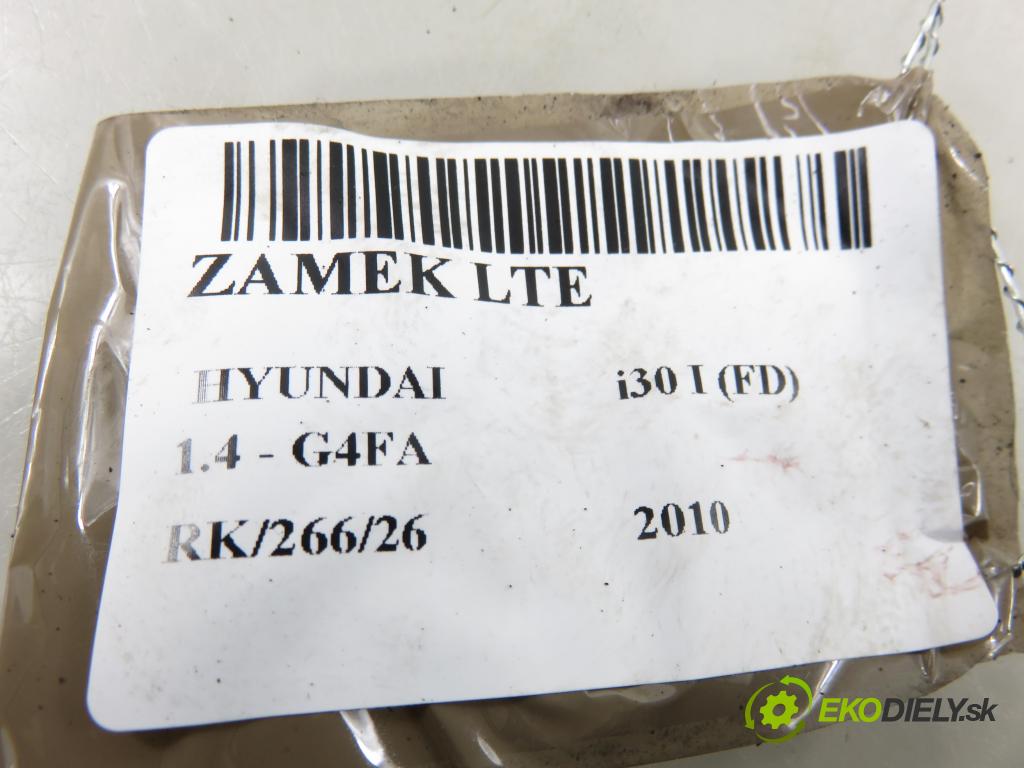 ZAMEK LTE
HYUNDAI i30 I (FD)
1.4 - G4FA
RK/266/26 2010
EKODIELY.sk